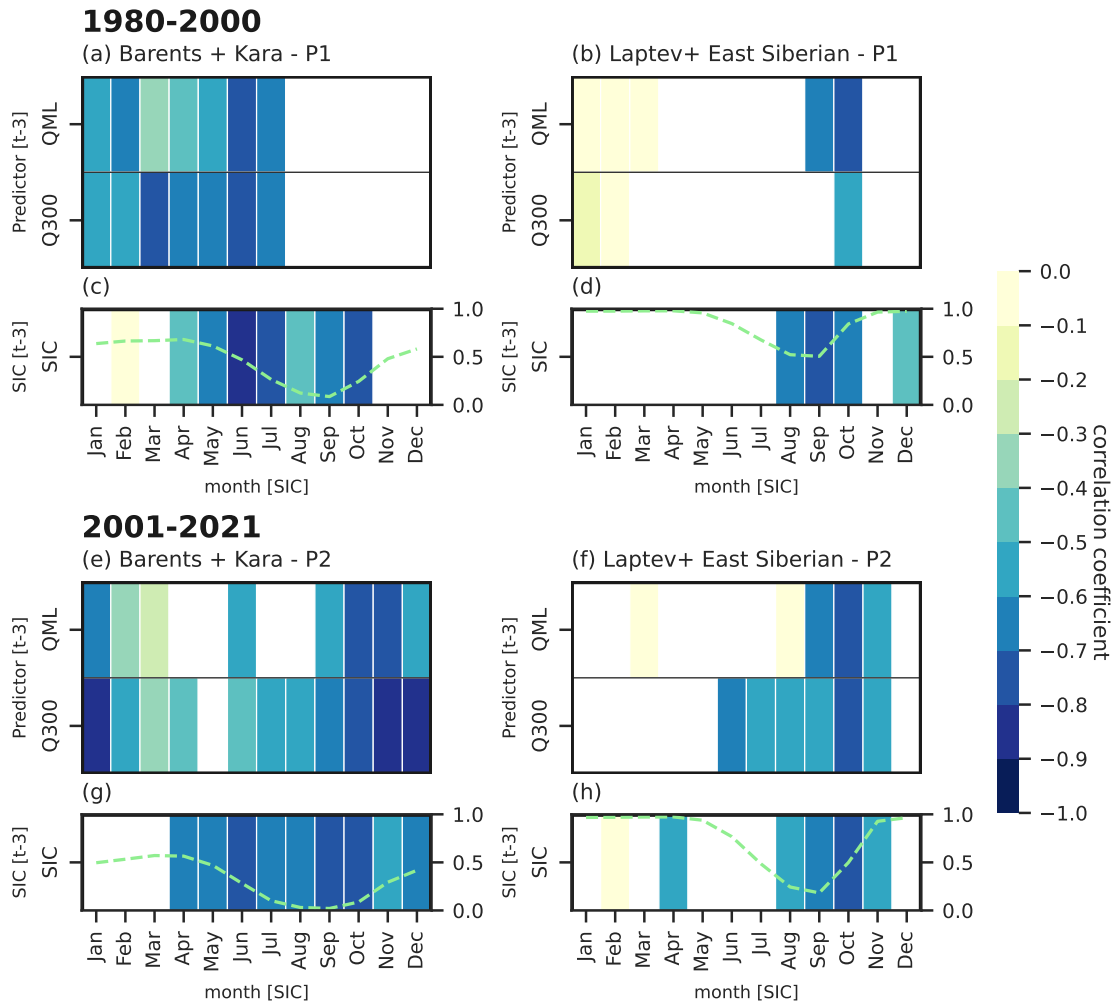 1980-2000
(a) Barents + Kara - P1
(b) Laptev+ East Siberian - P1
Predictor [t-3]
QML
Q300
Predictor [t-3]
QML
Q300
(c)
(d)
SIC [t-3]
SIC
1.0
0.5
0.0
SIC [t-3]
SIC
1.0
0.5
0.0
Jan Feb Mar Apr May Jun Jul Aug Sep Oct Nov Dec
Jan Feb Mar Apr May Jun Jul Aug Sep Oct Nov Dec
month [SIC]
month [SIC]
2001-2021
(e) Barents + Kara - P2
(f) Laptev+ East Siberian - P2
Predictor [t-3]
QML
Q300
Predictor [t-3]
QML
Q300
(g)
(h)
SIC [t-3]
SIC
1.0
0.5
0.0
SIC [t-3]
SIC
1.0
0.5
0.0
Jan Feb Mar Apr May Jun Jul Aug Sep Oct Nov Dec
Jan Feb Mar Apr May Jun Jul Aug Sep Oct Nov Dec
month [SIC]
month [SIC]
0.0
−0.1
−0.2
−0.3
−0.4
−0.5
−0.6
−0.7
−0.8
−0.9
−1.0
correlation coefficient